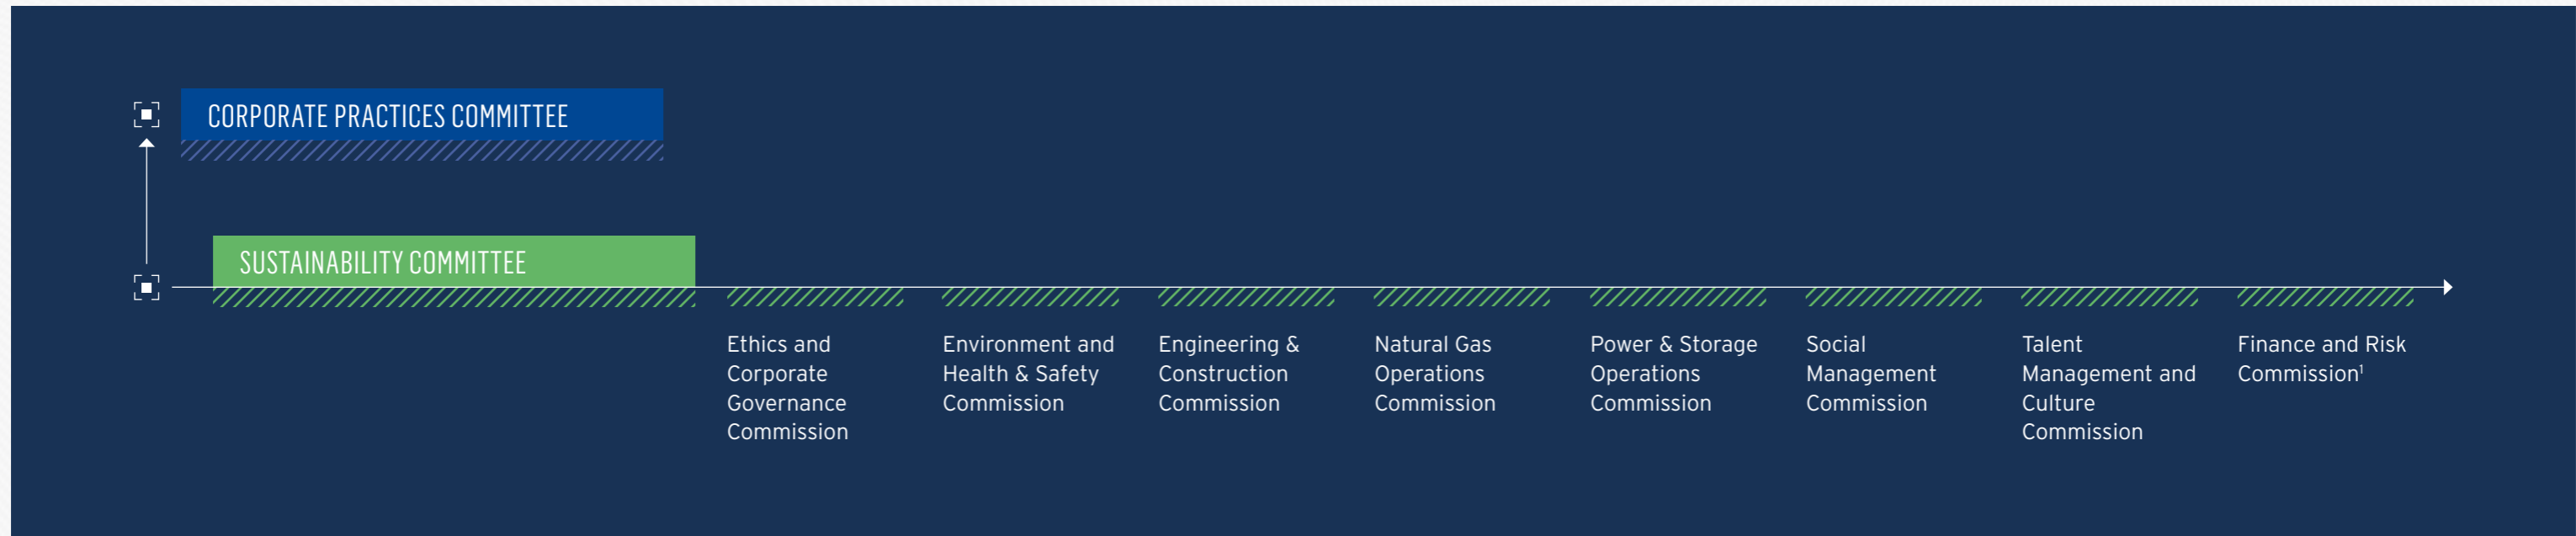 CORPORATE PRACTICES COMMITTEE
SUSTAINABILITY COMMITTEE
Ethics and
Corporate
Governance
Commission
Environment and
Health & Safety
Commission
Engineering &
Construction
Commission
Natural Gas
Operations
Commission
Power & Storage
Operations
Commission
Social
Management
Commission
Talent
Management and
Culture
Commission
Finance and Risk
Commission¹